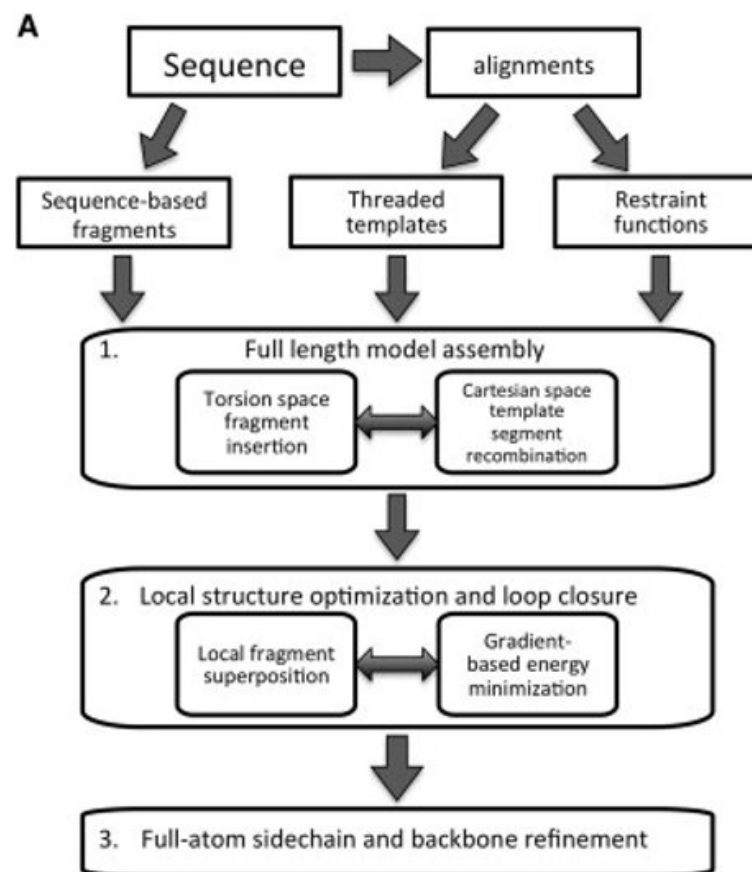 A
Sequence
alignments
Sequence-based
fragments
Threaded
templates
Restraint
functions
1. Full length model assembly
Torsion space
fragment
insertion
Cartesian space
template
segment
recombination
2. Local structure optimization and loop closure
Local fragment
superposition
Gradient-
based energy
minimization
3. Full-atom sidechain and backbone refinement